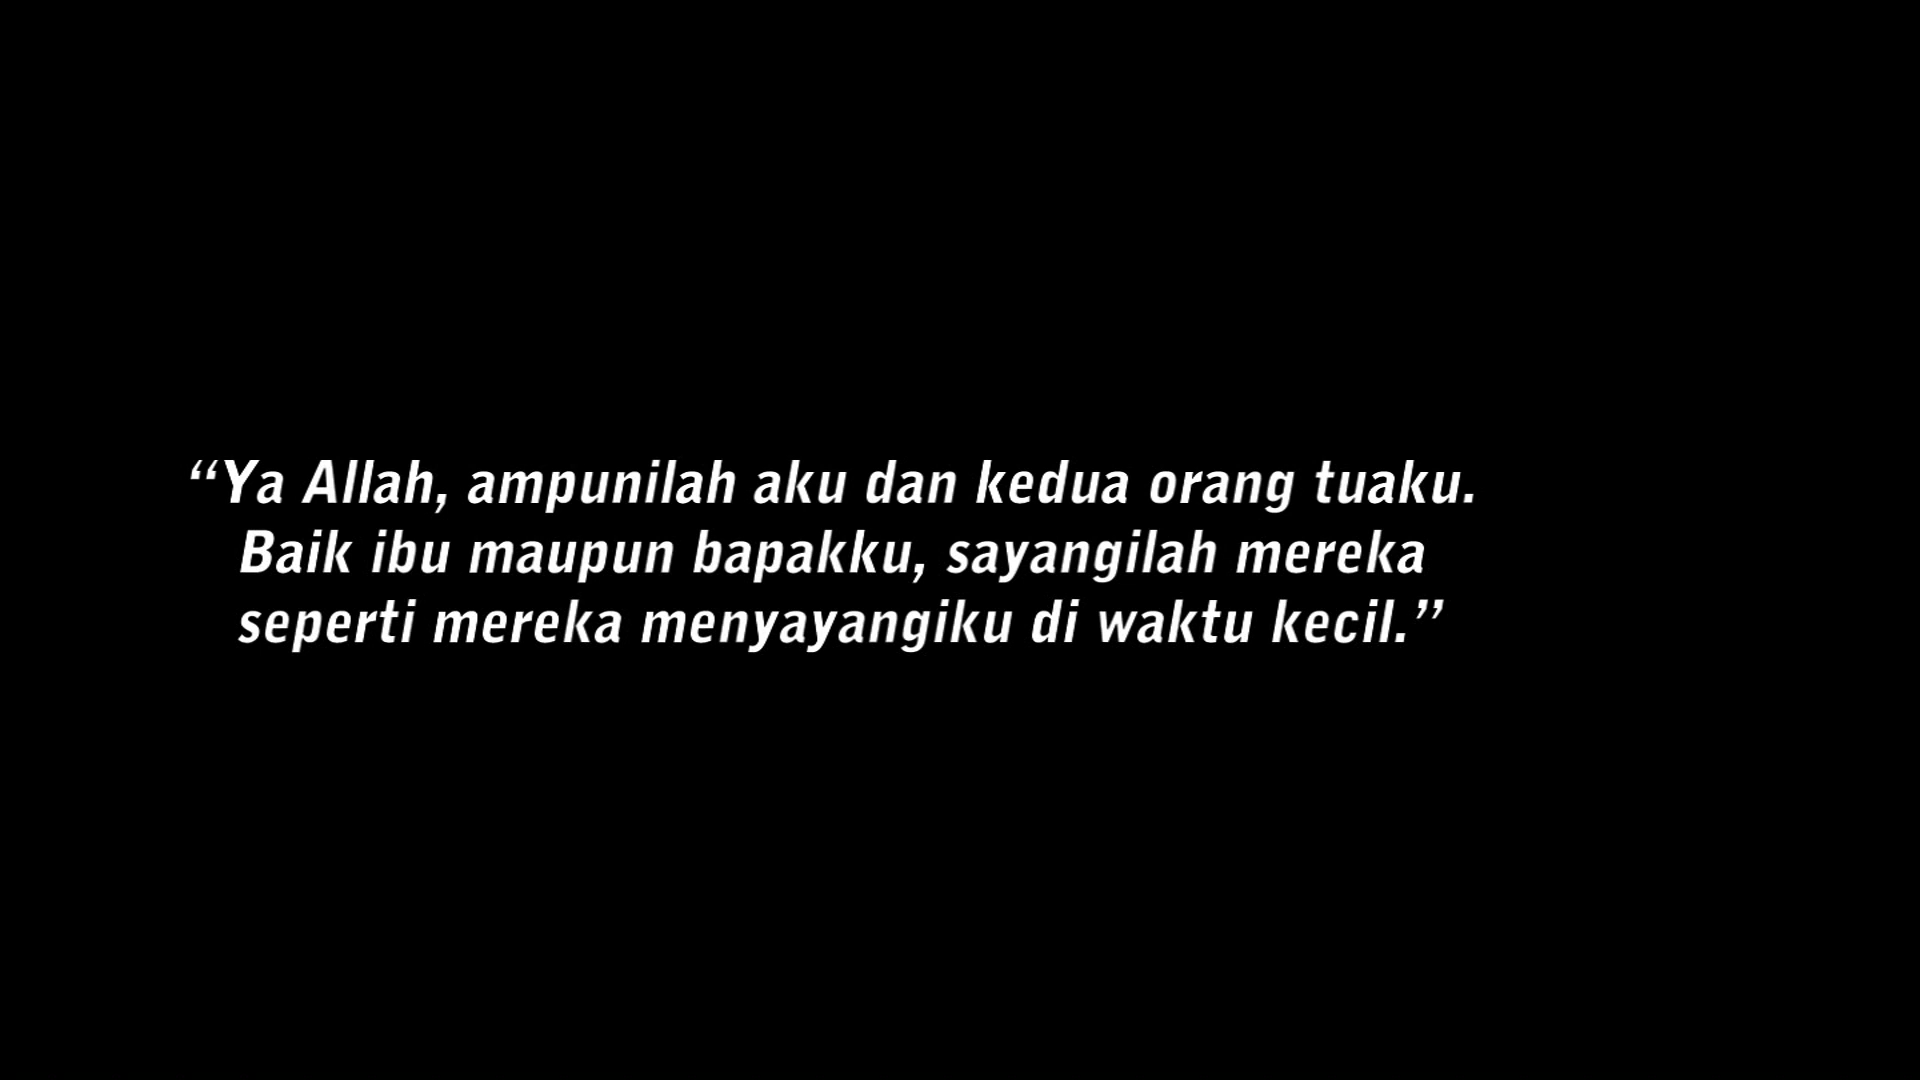 “Ya Allah, ampunilah aku dan kedua orang tuaku.
Baik ibu maupun bapakku, sayangilah mereka
seperti mereka menyayangiku di waktu kecil.”